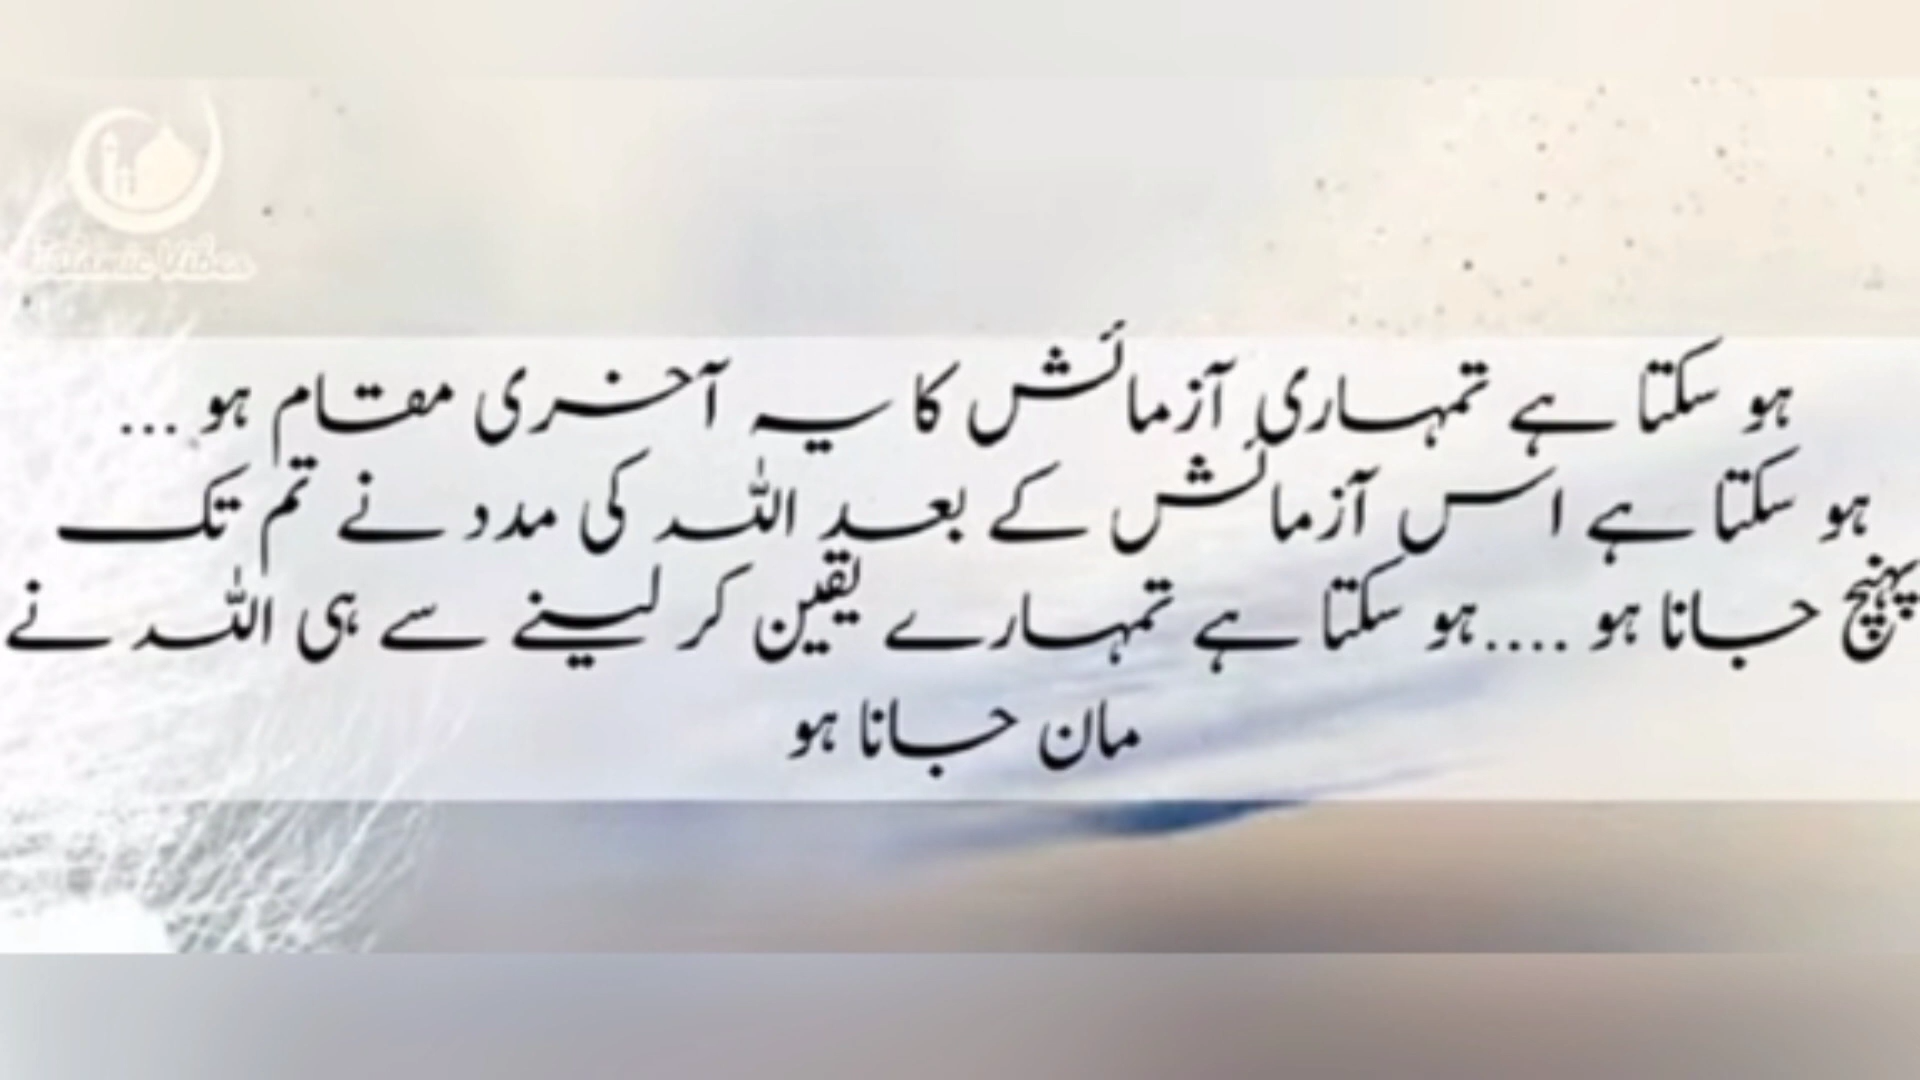 Islamic Vibes
ہو سکتا ہے تمہاری آزمائش کا یہ آخری مقام ہو ...
ہو سکتا ہے اس آزمائش کے بعد اللہ کی مدد نے تم تک
پہنچ جانا ہو ....ہو سکتا ہے تمہارے یقین کر لینے سے ہی اللہ نے
مان جانا ہو